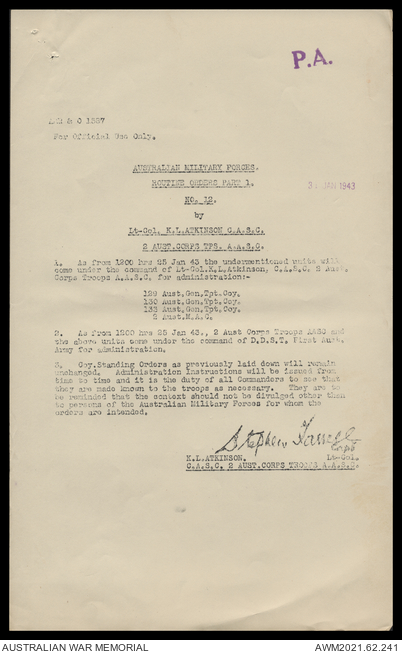 P.A.
& O 1887
For Official Use Only.
AUSTRALIAN MILITARY FORCES.
ROUTINE ORDERS PART 1.
JAN 1943
NO. 12.
by
Lt-Col. K.L.ATKINSON C.A.S.C.
2 AUST.CORPS TPS. A.A.S.C.
1. As from 1200 hrs 25 Jan 43 the undermentioned units will
come under the command of Lt-Col.K.L.Atkinson, C.A.S.C. 2 Aust.
Corps Troops A.A.S.C. for administration:-
129 Aust.Gen.Tpt.Coy.
130 Aust.Gen.Tpt.Coy.
133 Aust.Gen.Tpt.Coy.
2 Aust.M.A.C.
2. As from 1200 hrs 25 Jan 43., 2 Aust Corps Troops AASC and
the above units come under the command of D.D.S.T. First Aust.
Army for administration.
3. Coy.Standing Orders as previously laid down will remain
unchanged. Administration Instructions will be issued from
time to time and it is the duty of all Commanders to see that
they are made known to the troops as necessary. They are to
be reminded that the context should not be divulged other than
to persons of the Australian Military Forces for whom the
orders are intended.
Stephen
K.L.ATKINSON. Lt-Col.
C.A.S.C. 2 AUST.CORPS TROOPS A.A.S.C.
AUSTRALIAN WAR MEMORIAL
AWM2021.62.241